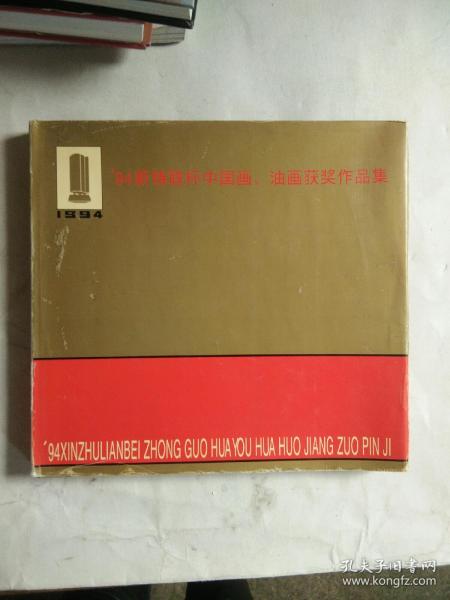 '94新铸联杯中国画、油画获奖作品集
1994
'94XINZHULIANBEI ZHONG GUO HUA YOU HUA HUO JIANG ZUO PIN JI
孔夫子旧书网
www.kongfz.com